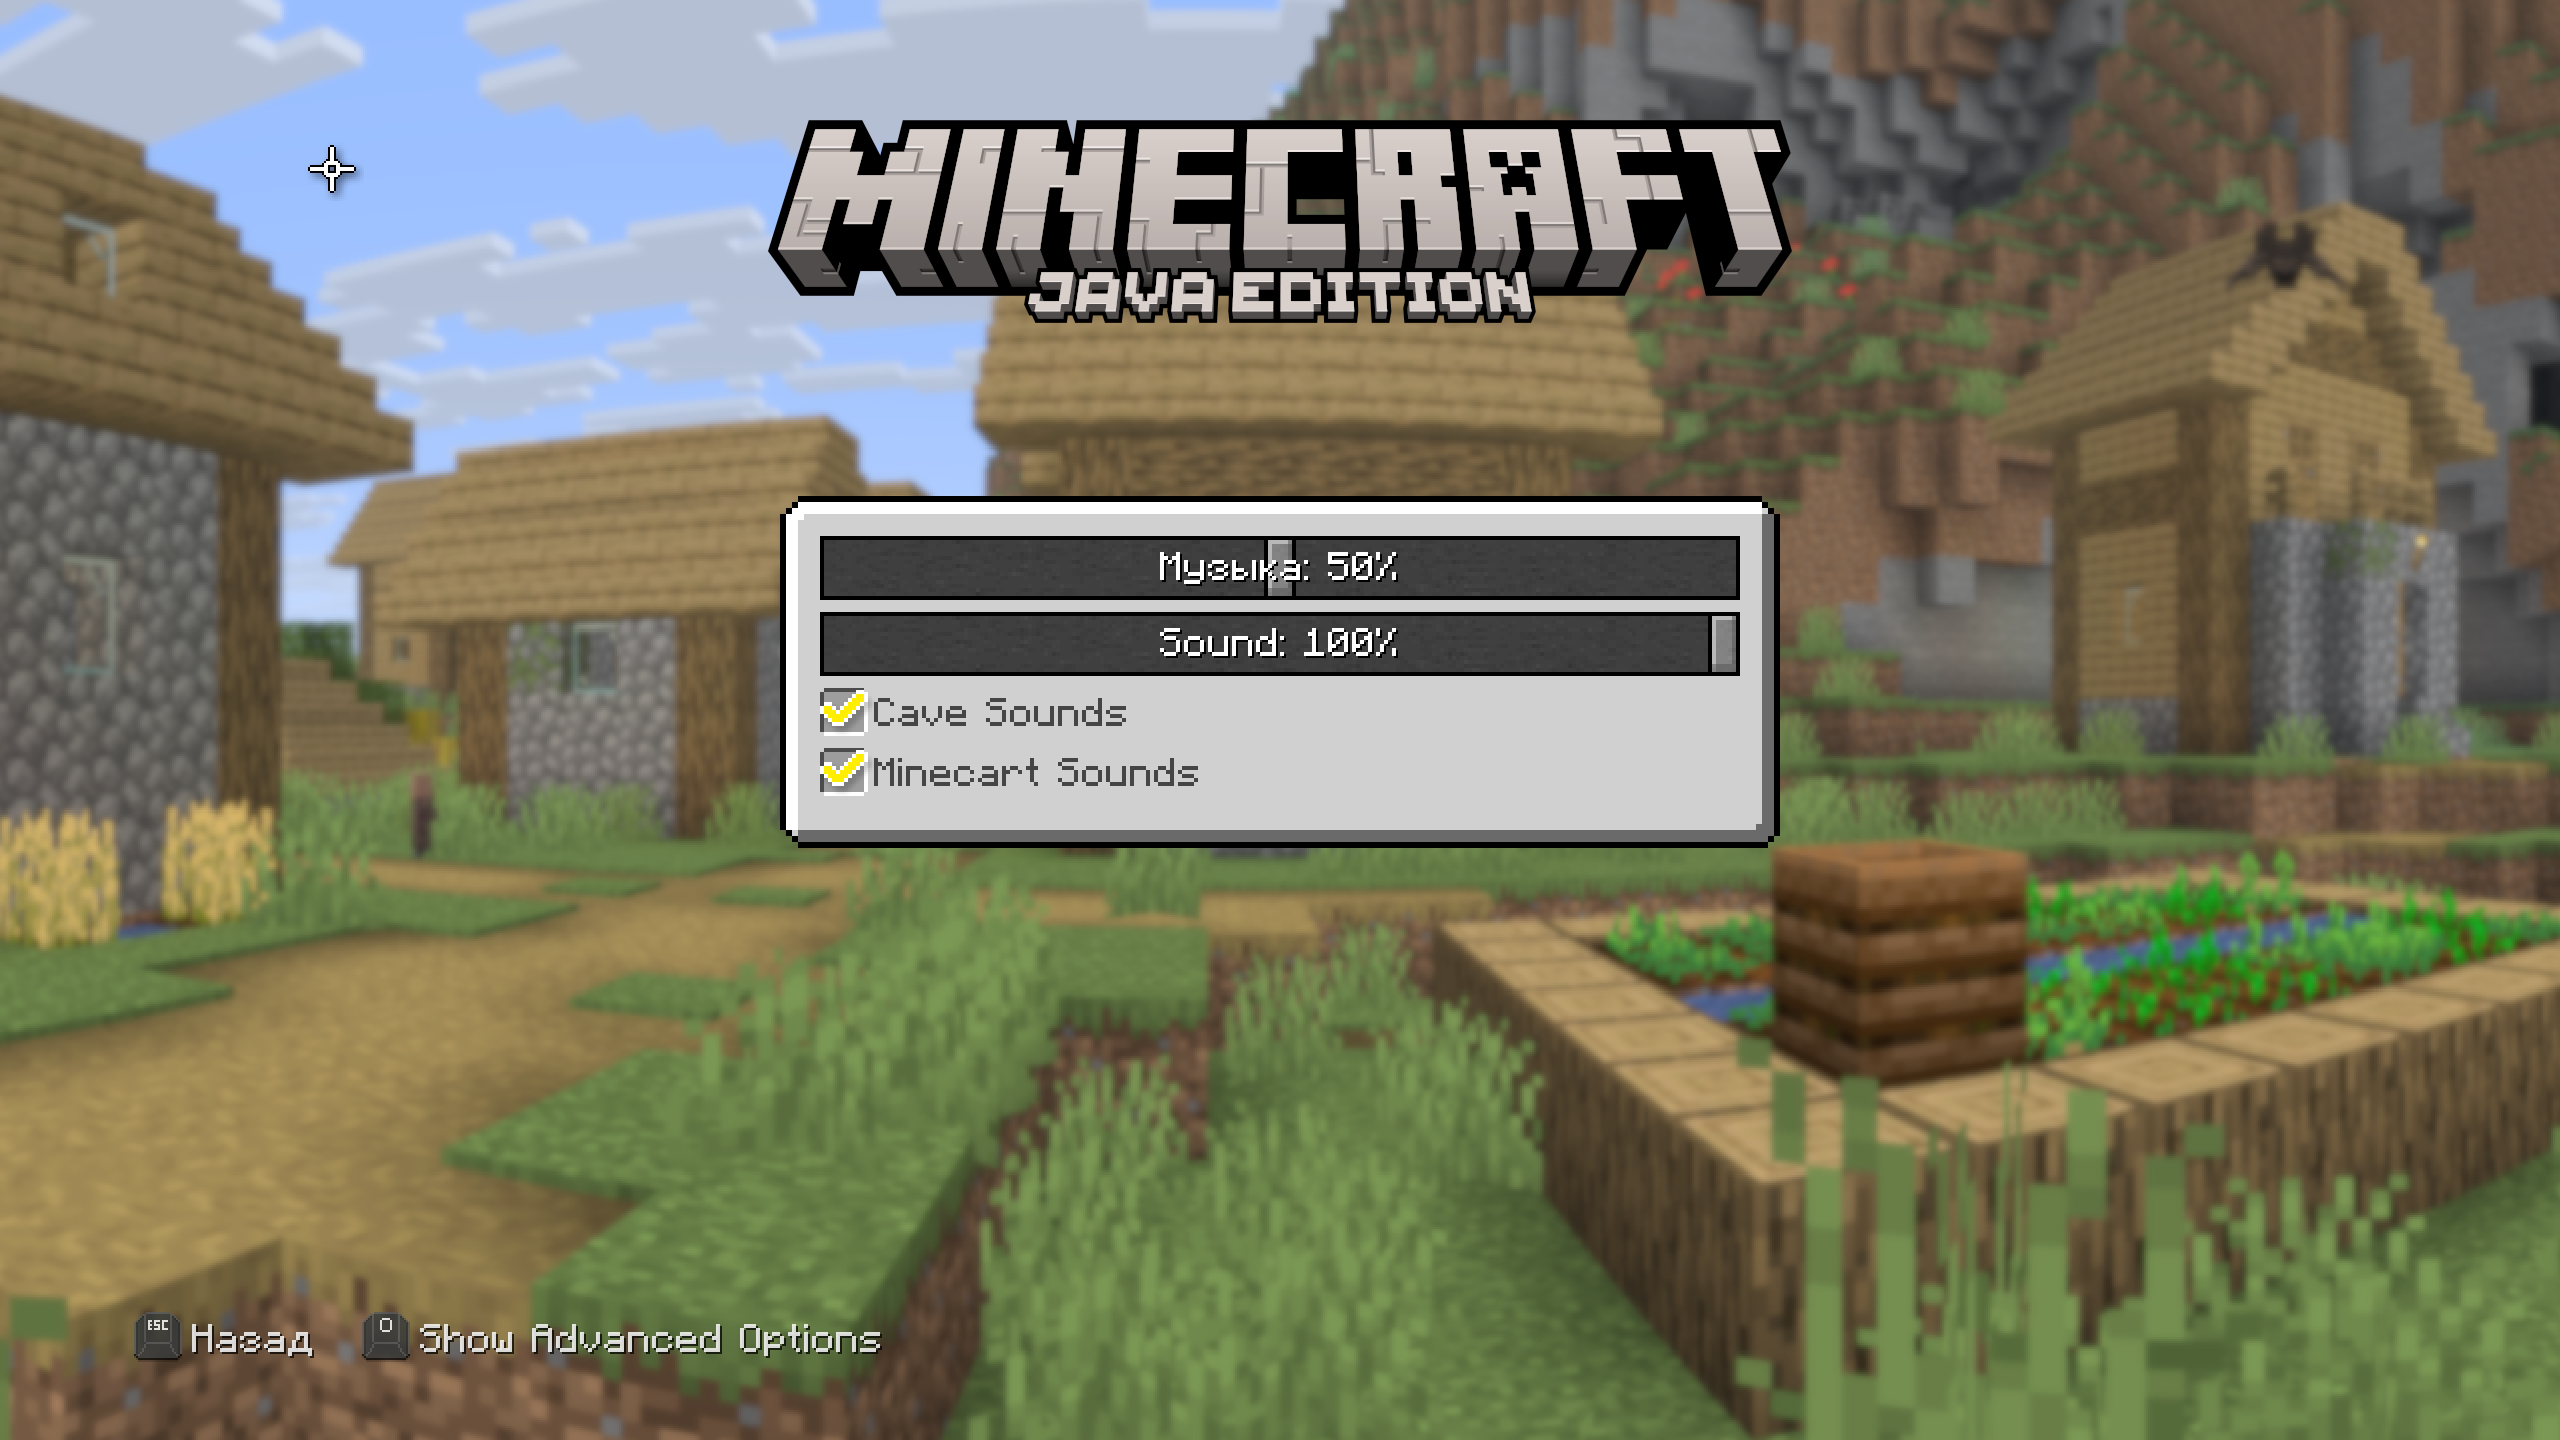 MINECRAFT
JAVA EDITION
Музыка: 50%
Sound: 100%
Cave Sounds
Minecart Sounds
ESC Назад O Show Advanced Options